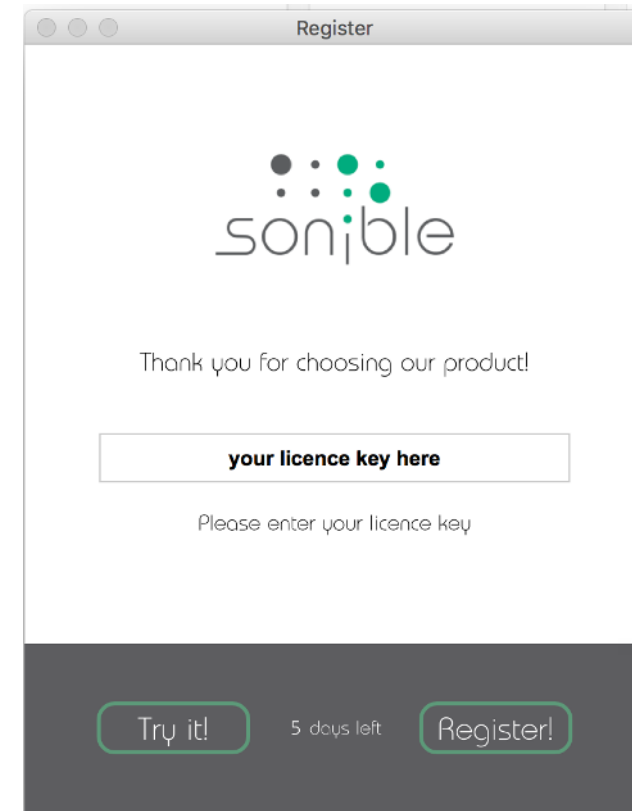 Register
sonible
Thank you for choosing our product!
your licence key here
Please enter your licence key
Try it!
5 days left
Register!